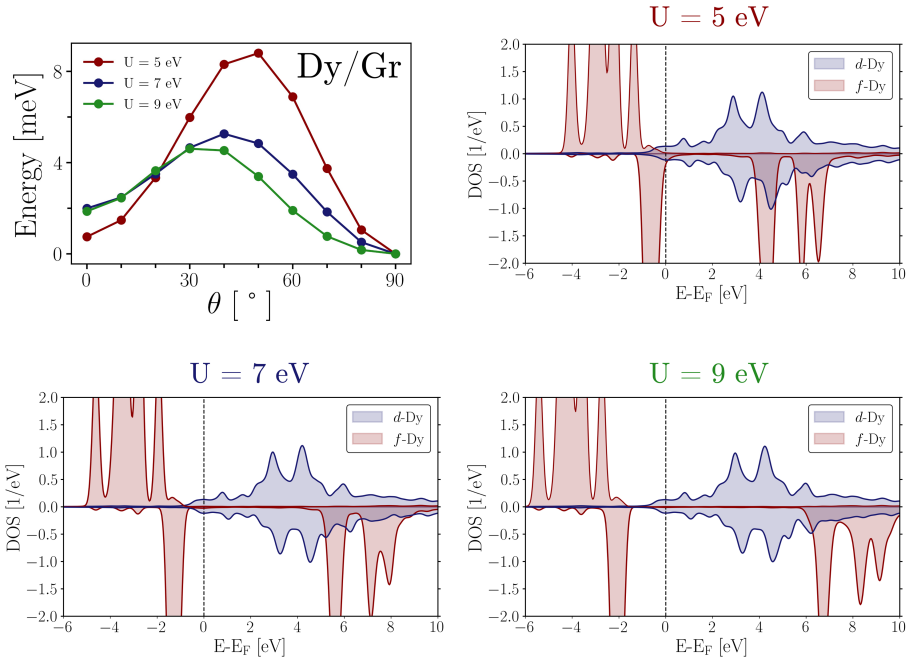 Dy/Gr
U = 5 eV
U = 7 eV
U = 9 eV
Energy [meV]
8
4
0
0
30
60
90
θ [ ° ]
U = 5 eV
d-Dy
f-Dy
DOS [1/eV]
2.0
1.5
1.0
0.5
0.0
−0.5
−1.0
−1.5
−2.0
−6
−4
−2
0
2
4
6
8
10
E-E_F [eV]
U = 7 eV
d-Dy
f-Dy
DOS [1/eV]
2.0
1.5
1.0
0.5
0.0
−0.5
−1.0
−1.5
−2.0
−6
−4
−2
0
2
4
6
8
10
E-E_F [eV]
U = 9 eV
d-Dy
f-Dy
DOS [1/eV]
2.0
1.5
1.0
0.5
0.0
−0.5
−1.0
−1.5
−2.0
−6
−4
−2
0
2
4
6
8
10
E-E_F [eV]